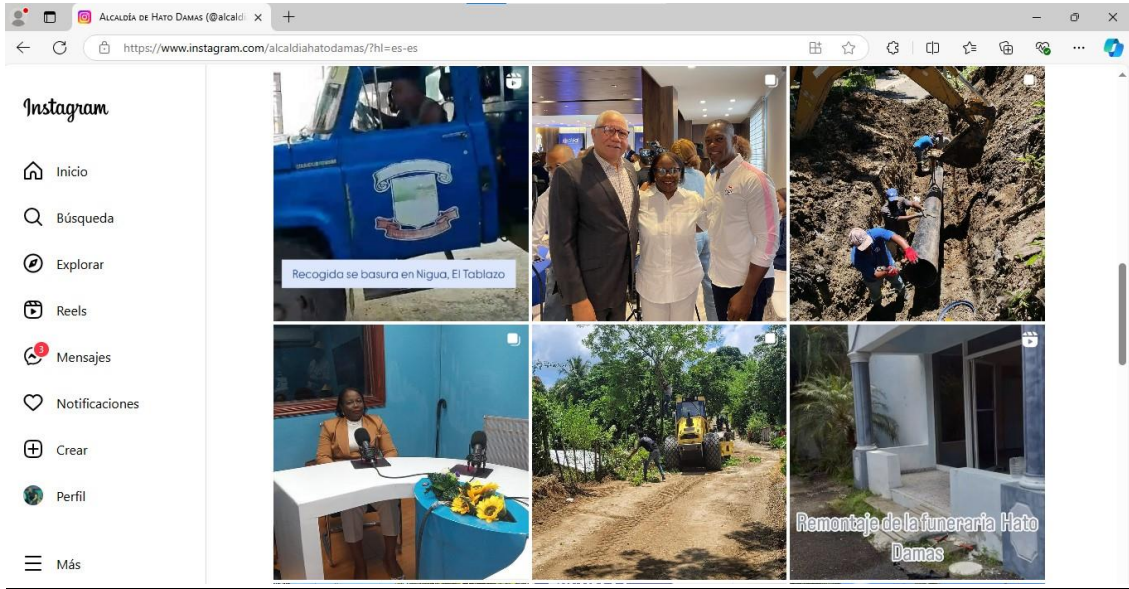 ALCALDÍA DE HATO DAMAS (@alcald
https://www.instagram.com/alcaldiahatodamas/?hl=es-es
Instagram
Inicio
Búsqueda
Explorar
Reels
3
Mensajes
Notificaciones
Crear
Perfil
Más
Recogida se basura en Nigua, El Tablazo
Remontaje de la funeraria Hato
Damas